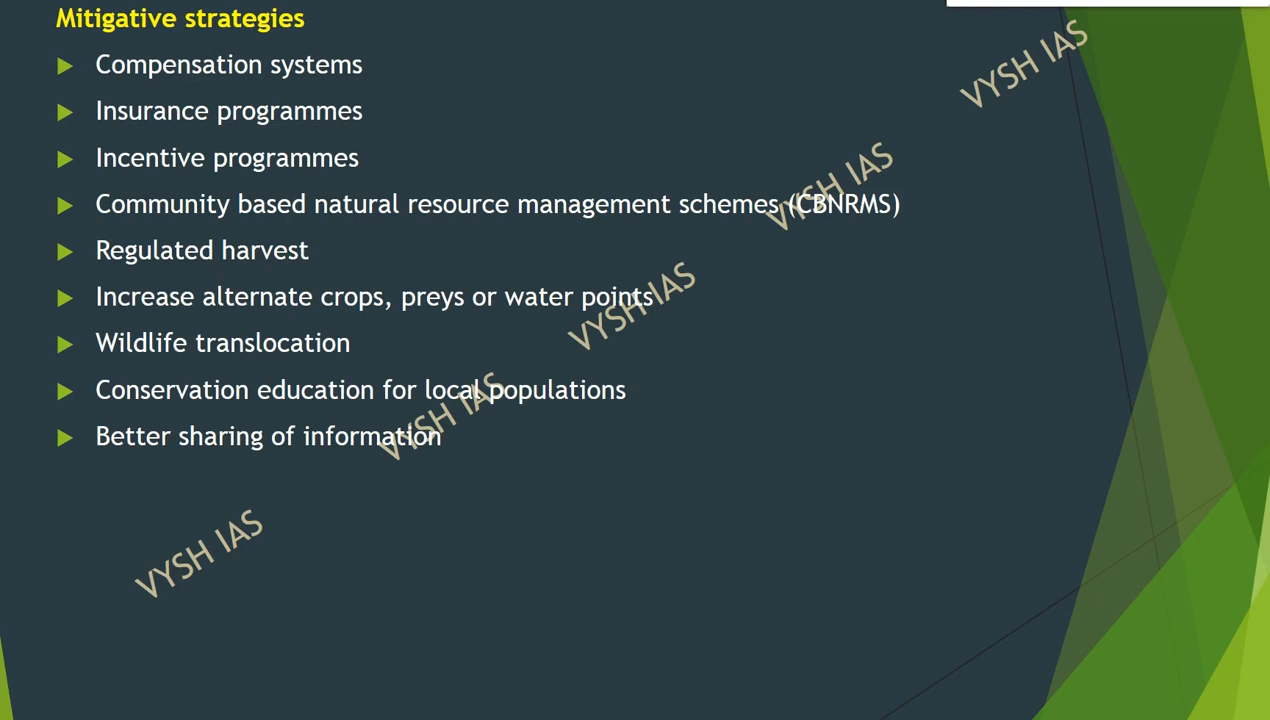 Mitigative strategies
Compensation systems
Insurance programmes
Incentive programmes
Community based natural resource management schemes (CBNRMS)
Regulated harvest
Increase alternate crops, preys or water points
Wildlife translocation
Conservation education for local populations
Better sharing of information
VYSH IAS
VYSH IAS
VYSH IAS
VYSH IAS
VYSH IAS